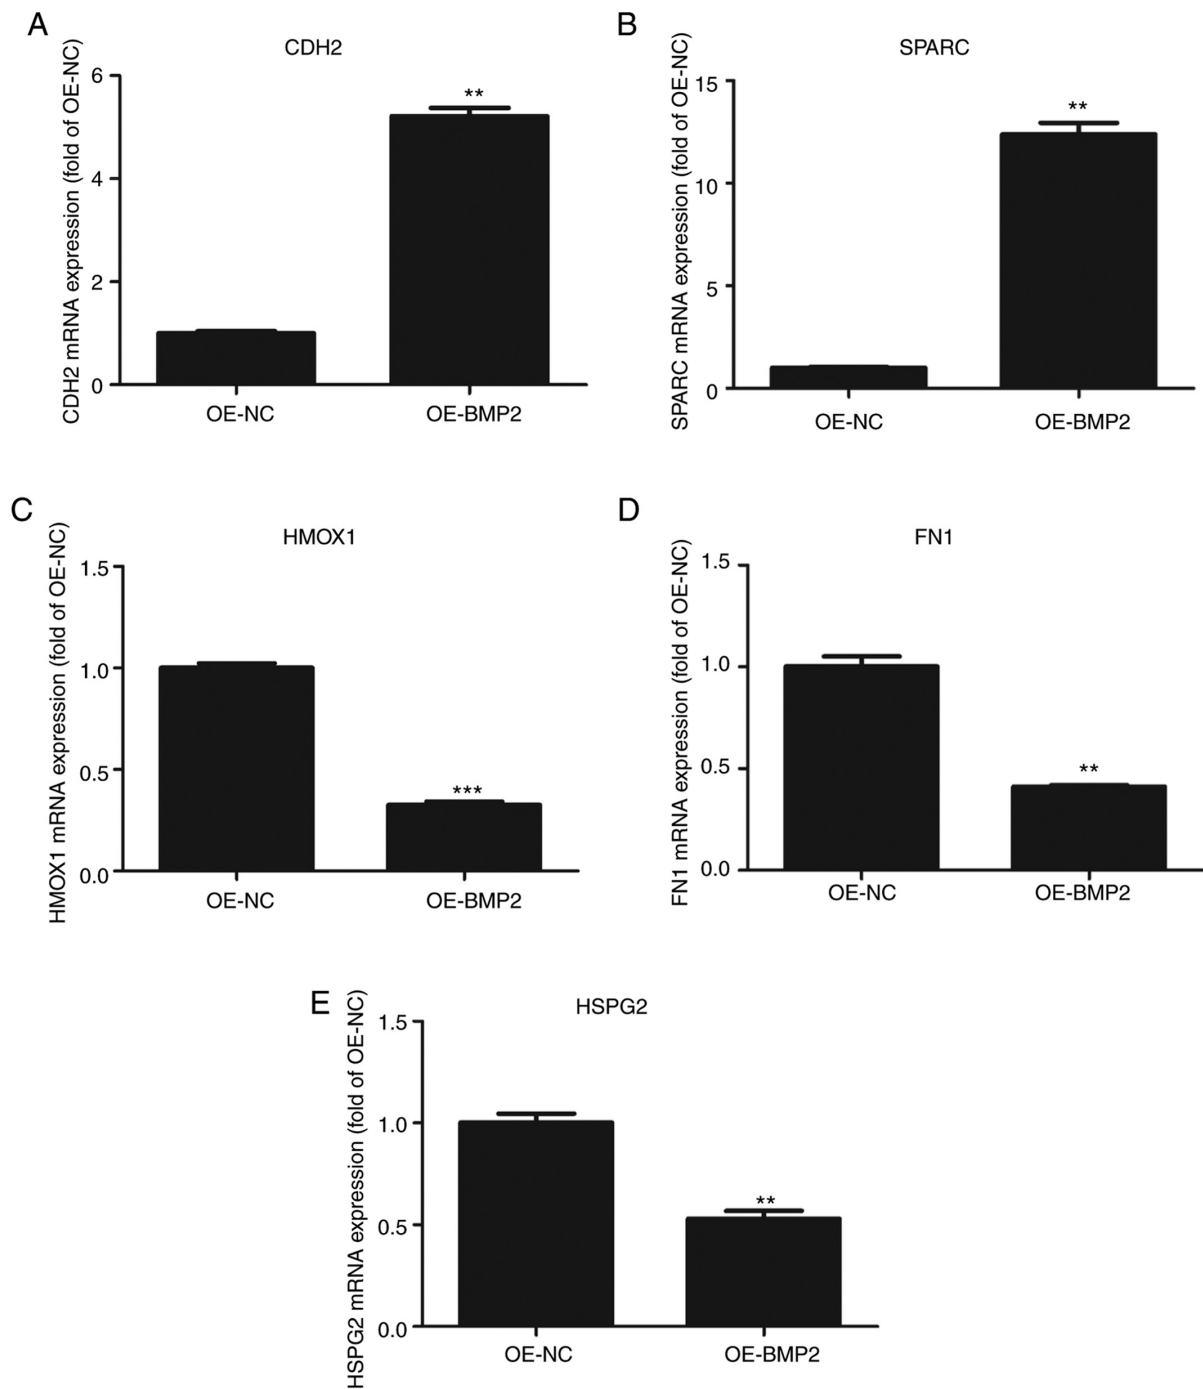 A
CDH2
CDH2 mRNA expression (fold of OE-NC)
6
4
2
0
**
OE-NC
OE-BMP2
B
SPARC
SPARC mRNA expression (fold of OE-NC)
15
10
5
0
**
OE-NC
OE-BMP2
C
HMOX1
HMOX1 mRNA expression (fold of OE-NC)
1.5
1.0
0.5
0.0
***
OE-NC
OE-BMP2
D
FN1
FN1 mRNA expression (fold of OE-NC)
1.5
1.0
0.5
0.0
**
OE-NC
OE-BMP2
E
HSPG2
HSPG2 mRNA expression (fold of OE-NC)
1.5
1.0
0.5
0.0
**
OE-NC
OE-BMP2